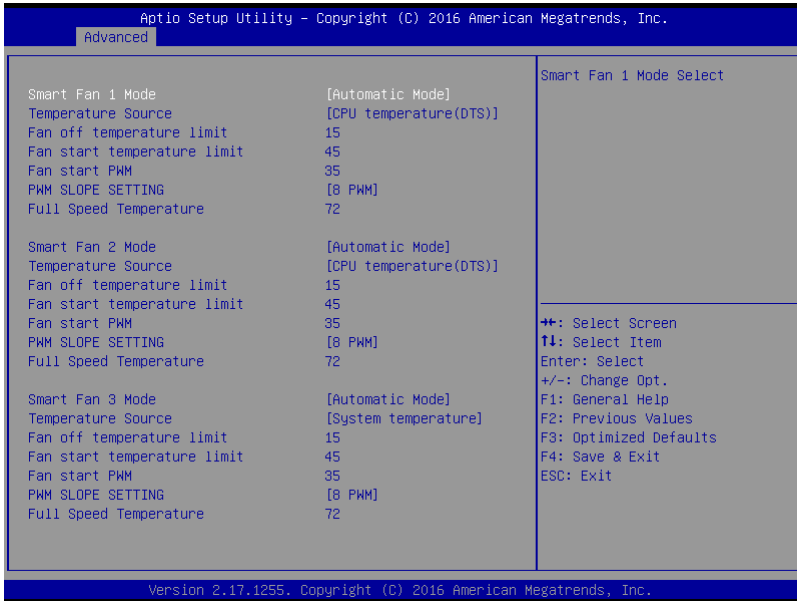 Aptio Setup Utility – Copyright (C) 2016 American Megatrends, Inc.
Advanced
Smart Fan 1 Mode [Automatic Mode]
Temperature Source [CPU temperature(DTS)]
Fan off temperature limit 15
Fan start temperature limit 45
Fan start PWM 35
PWM SLOPE SETTING [8 PWM]
Full Speed Temperature 72
Smart Fan 2 Mode [Automatic Mode]
Temperature Source [CPU temperature(DTS)]
Fan off temperature limit 15
Fan start temperature limit 45
Fan start PWM 35
PWM SLOPE SETTING [8 PWM]
Full Speed Temperature 72
Smart Fan 3 Mode [Automatic Mode]
Temperature Source [System temperature]
Fan off temperature limit 15
Fan start temperature limit 45
Fan start PWM 35
PWM SLOPE SETTING [8 PWM]
Full Speed Temperature 72
Smart Fan 1 Mode Select
→←: Select Screen
↑↓: Select Item
Enter: Select
+/-: Change Opt.
F1: General Help
F2: Previous Values
F3: Optimized Defaults
F4: Save & Exit
ESC: Exit
Version 2.17.1255. Copyright (C) 2016 American Megatrends, Inc.